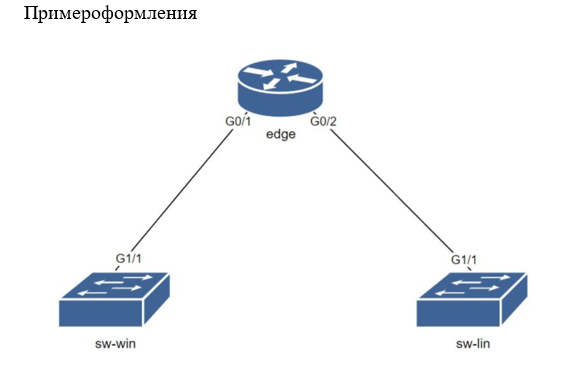 Примероформления
G0/1
G0/2
edge
G1/1
G1/1
sw-win
sw-lin